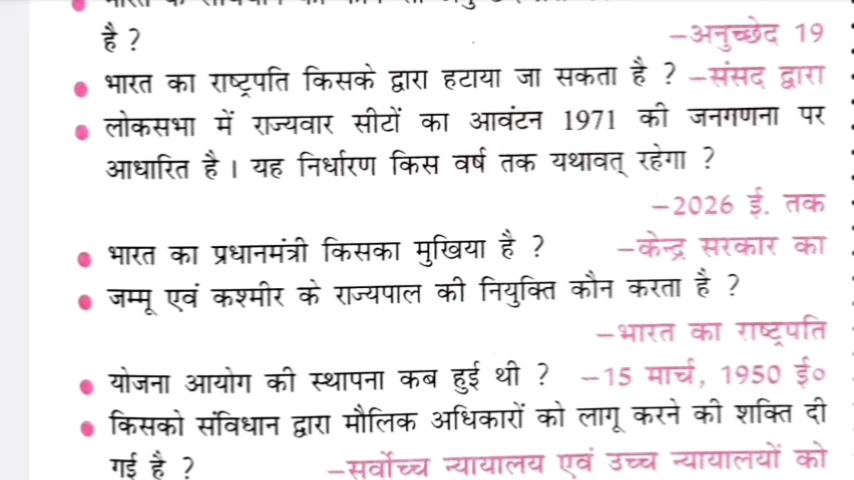 है ? –अनुच्छेद 19
भारत का राष्ट्रपति किसके द्वारा हटाया जा सकता है ? –संसद द्वारा
लोकसभा में राज्यवार सीटों का आवंटन 1971 की जनगणना पर
आधारित है । यह निर्धारण किस वर्ष तक यथावत् रहेगा ?
–2026 ई. तक
भारत का प्रधानमंत्री किसका मुखिया है ? –केन्द्र सरकार का
जम्मू एवं कश्मीर के राज्यपाल की नियुक्ति कौन करता है ?
–भारत का राष्ट्रपति
योजना आयोग की स्थापना कब हुई थी ? –15 मार्च, 1950 ई०
किसको संविधान द्वारा मौलिक अधिकारों को लागू करने की शक्ति दी
गई है ? –सर्वोच्च न्यायालय एवं उच्च न्यायालयों को